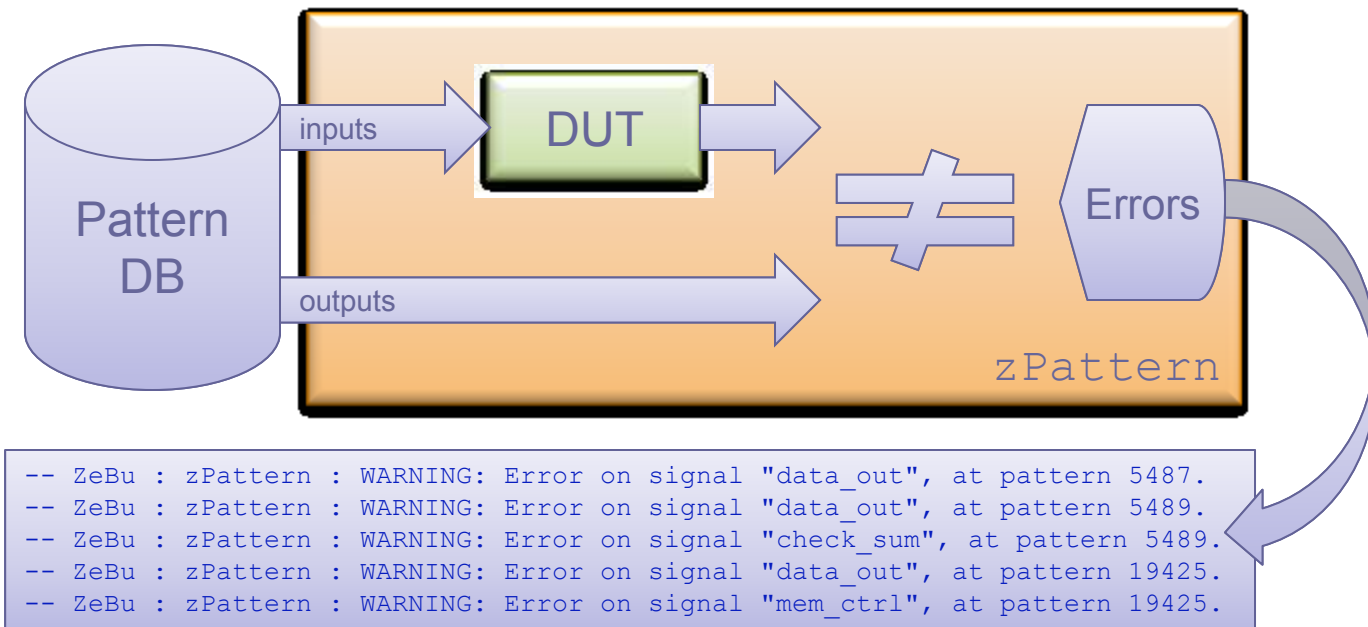 Pattern
DB
inputs
DUT
outputs
Errors
zPattern
-- ZeBu : zPattern : WARNING: Error on signal "data_out", at pattern 5487.
-- ZeBu : zPattern : WARNING: Error on signal "data_out", at pattern 5489.
-- ZeBu : zPattern : WARNING: Error on signal "check_sum", at pattern 5489.
-- ZeBu : zPattern : WARNING: Error on signal "data_out", at pattern 19425.
-- ZeBu : zPattern : WARNING: Error on signal "mem_ctrl", at pattern 19425.